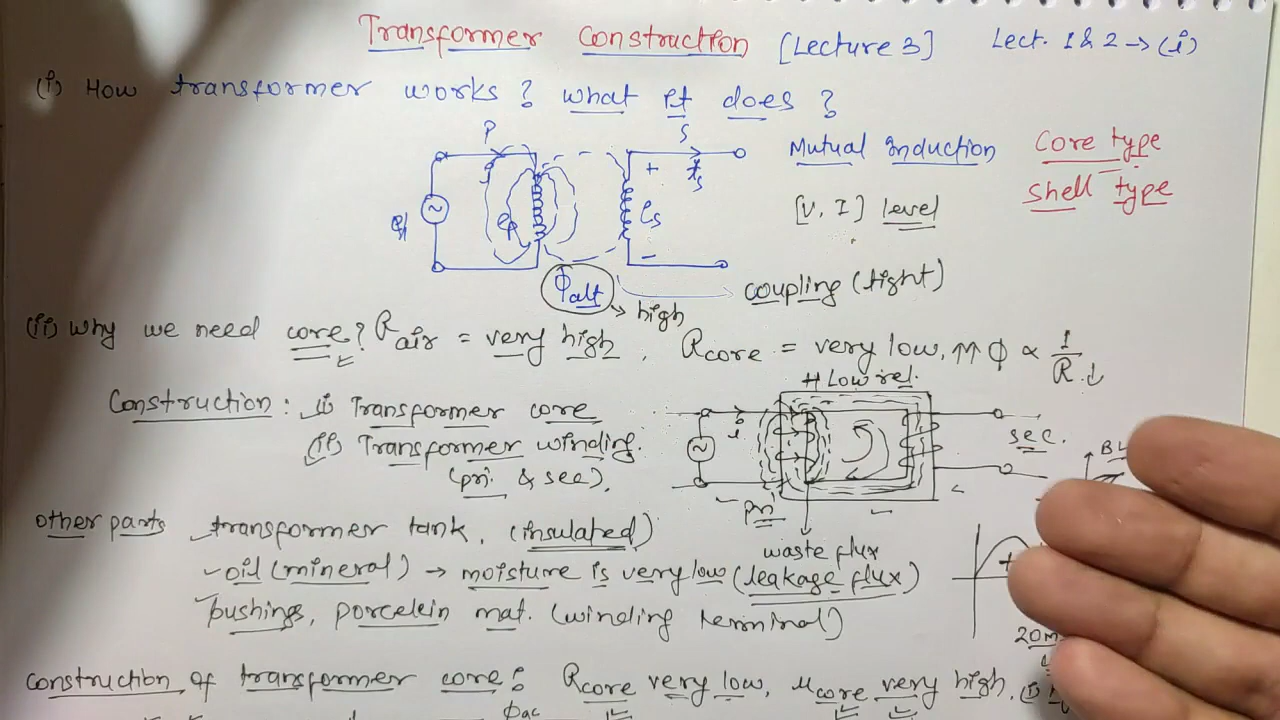 Transformer Construction [Lecture 3] Lect. 1 & 2 → (i)
(i) How transformer works? what it does?
P
S
Mutual induction
Core type
Shell type
+
is
[V, I] level
ep
es
-
ϕalt
→ high
coupling (tight)
(ii) why we need core? Rair = very high, Rcore = very low, ↑↑ ϕ ∝ 1/R↓
# Low rel.
Construction: (i) Transformer core
i
sec.
(ii) Transformer winding.
(pri. & sec).
pri
other parts transformer tank, (insulated)
waste flux
oil (mineral) → moisture is very low (leakage flux)
bushings, porcelein mat. (winding terminal)
+
20m
construction of transformer core: Rcore very low, μcore very high, (i)
ϕac